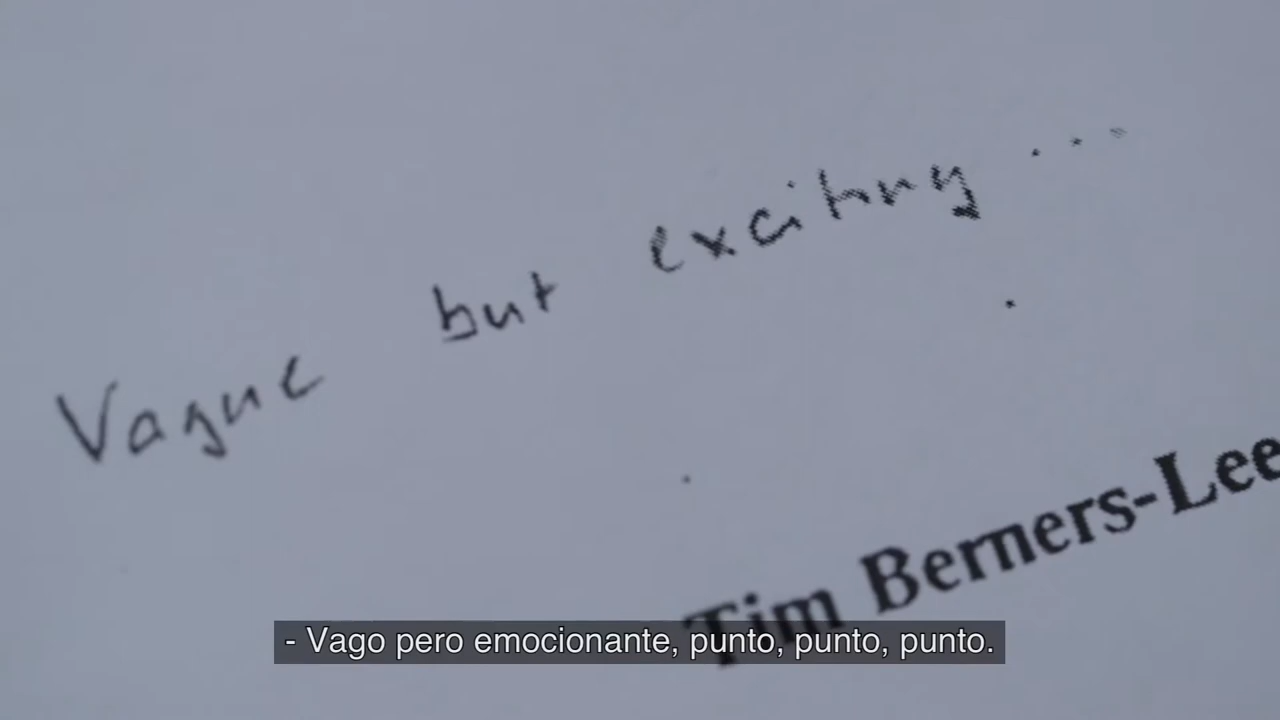 Vague but exciting ...
Tim Berners-Lee
- Vago pero emocionante, punto, punto, punto.